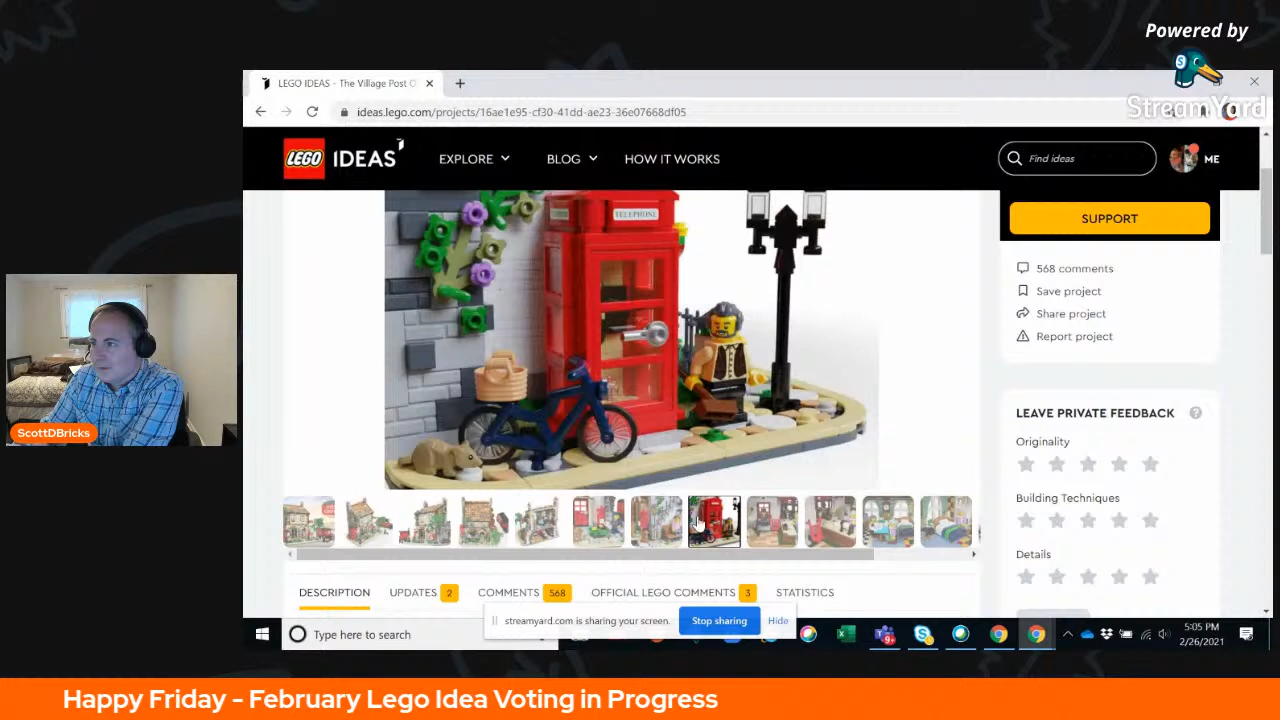 Powered by
StreamYard
LEGO IDEAS - The Village Post O
ideas.lego.com/projects/16ae1e95-cf30-41dd-ae23-36e07668df05
LEGO IDEAS
EXPLORE
BLOG
HOW IT WORKS
Find ideas
ME
TELEPHONE
SUPPORT
568 comments
Save project
Share project
Report project
LEAVE PRIVATE FEEDBACK ?
Originality
Building Techniques
Details
ScottDBricks
DESCRIPTION
UPDATES 2
COMMENTS 568
OFFICIAL LEGO COMMENTS 3
STATISTICS
streamyard.com is sharing your screen.
Stop sharing
Hide
Type here to search
9+
5:05 PM
2/26/2021
Happy Friday - February Lego Idea Voting in Progress